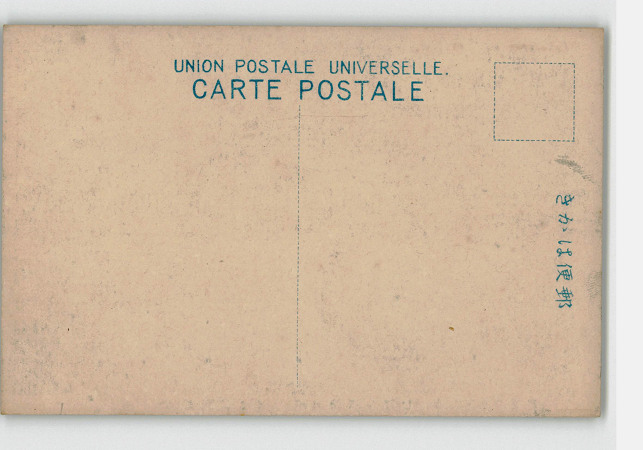 UNION POSTALE UNIVERSELLE.
CARTE POSTALE
きかは便郵